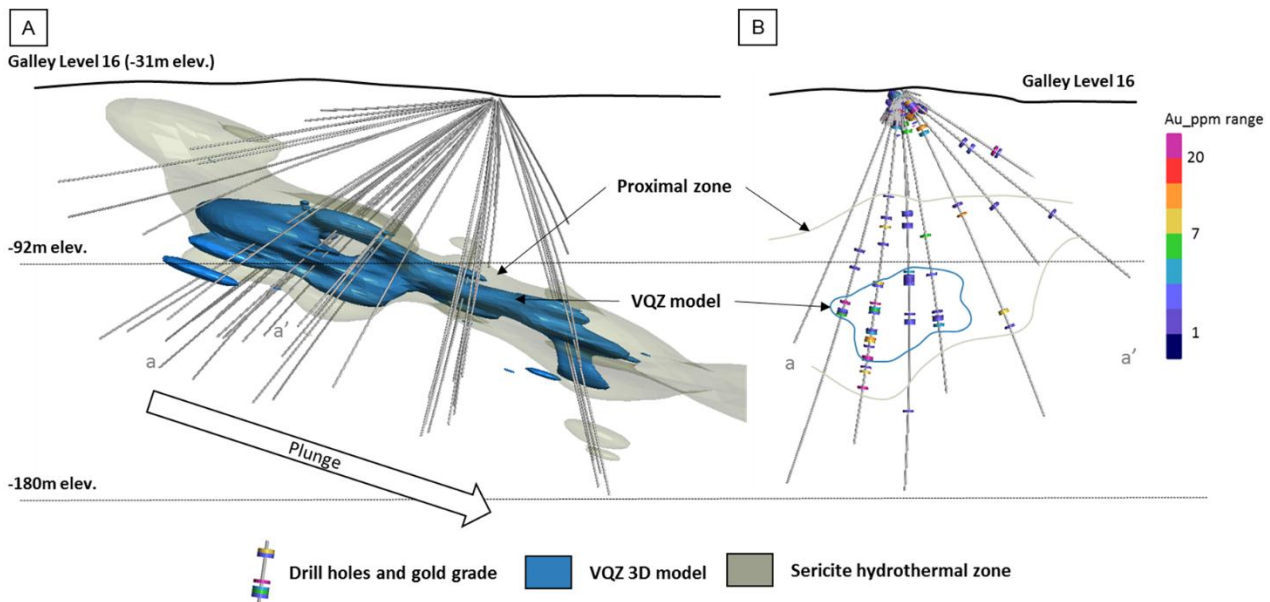 A
B
Galley Level 16 (-31m elev.)
Galley Level 16
Au_ppm range
20
7
1
Proximal zone
-92m elev.
VQZ model
a'
a
a
a'
Plunge
-180m elev.
Drill holes and gold grade
VQZ 3D model
Sericite hydrothermal zone